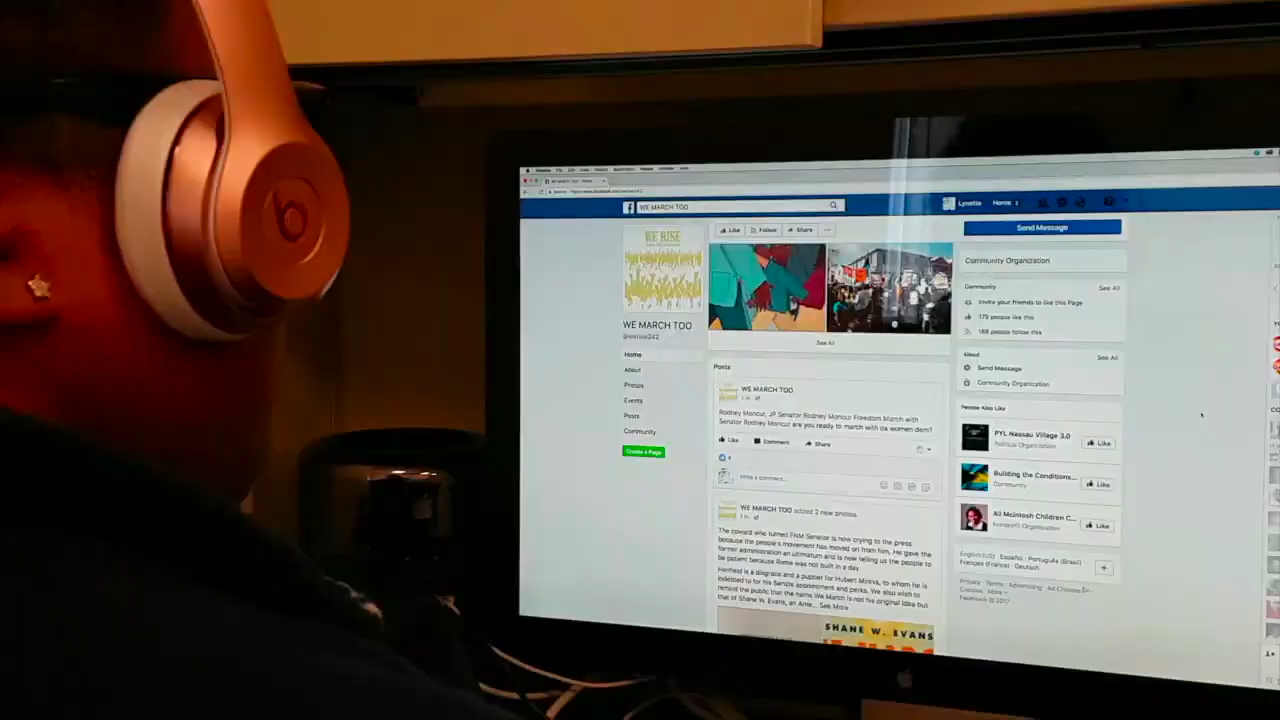 WE MARCH TOO
Lynette
Home 2
Like
Follow
Share
Send Message
WE RISE
WE MARCH TOO
See All
Home
About
Photos
Events
Posts
Community
Create a Page
Posts
WE MARCH TOO
Rodney Moncur, JP Senator Rodney Moncur Freedom March with
Senator Rodney Moncur are you ready to march with da women dem?
Like
Comment
Share
Write a comment...
WE MARCH TOO added 2 new photos.
The coward who turned FNM Senator is now crying to the press
because the people's movement has moved on from him. He gave the
former administration an ultimatum and is now telling us the people to
be patient because Rome was not built in a day.
Henfield is a disgrace and a puppet for Hubert Minnis, to whom he is
indebted to for his Senate appointment and perks. We also wish to
remind the public that the name We March is not his original idea but
that of Shane W. Evans, an Ame... See More
SHANE W. EVANS
Community Organization
Community
See All
Invite your friends to like this Page
people like this
people follow this
About
See All
Send Message
Community Organization
People Also Like
PYL Nassau Village 3.0
Political Organization
Like
Building the Conditions...
Community
Like
Ali McIntosh Children C...
Nonprofit Organization
Like
English (US) · Español · Português (Brasil)
Français (France) · Deutsch
Privacy · Terms · Advertising · Ad Choices
Cookies · More
Facebook © 2017